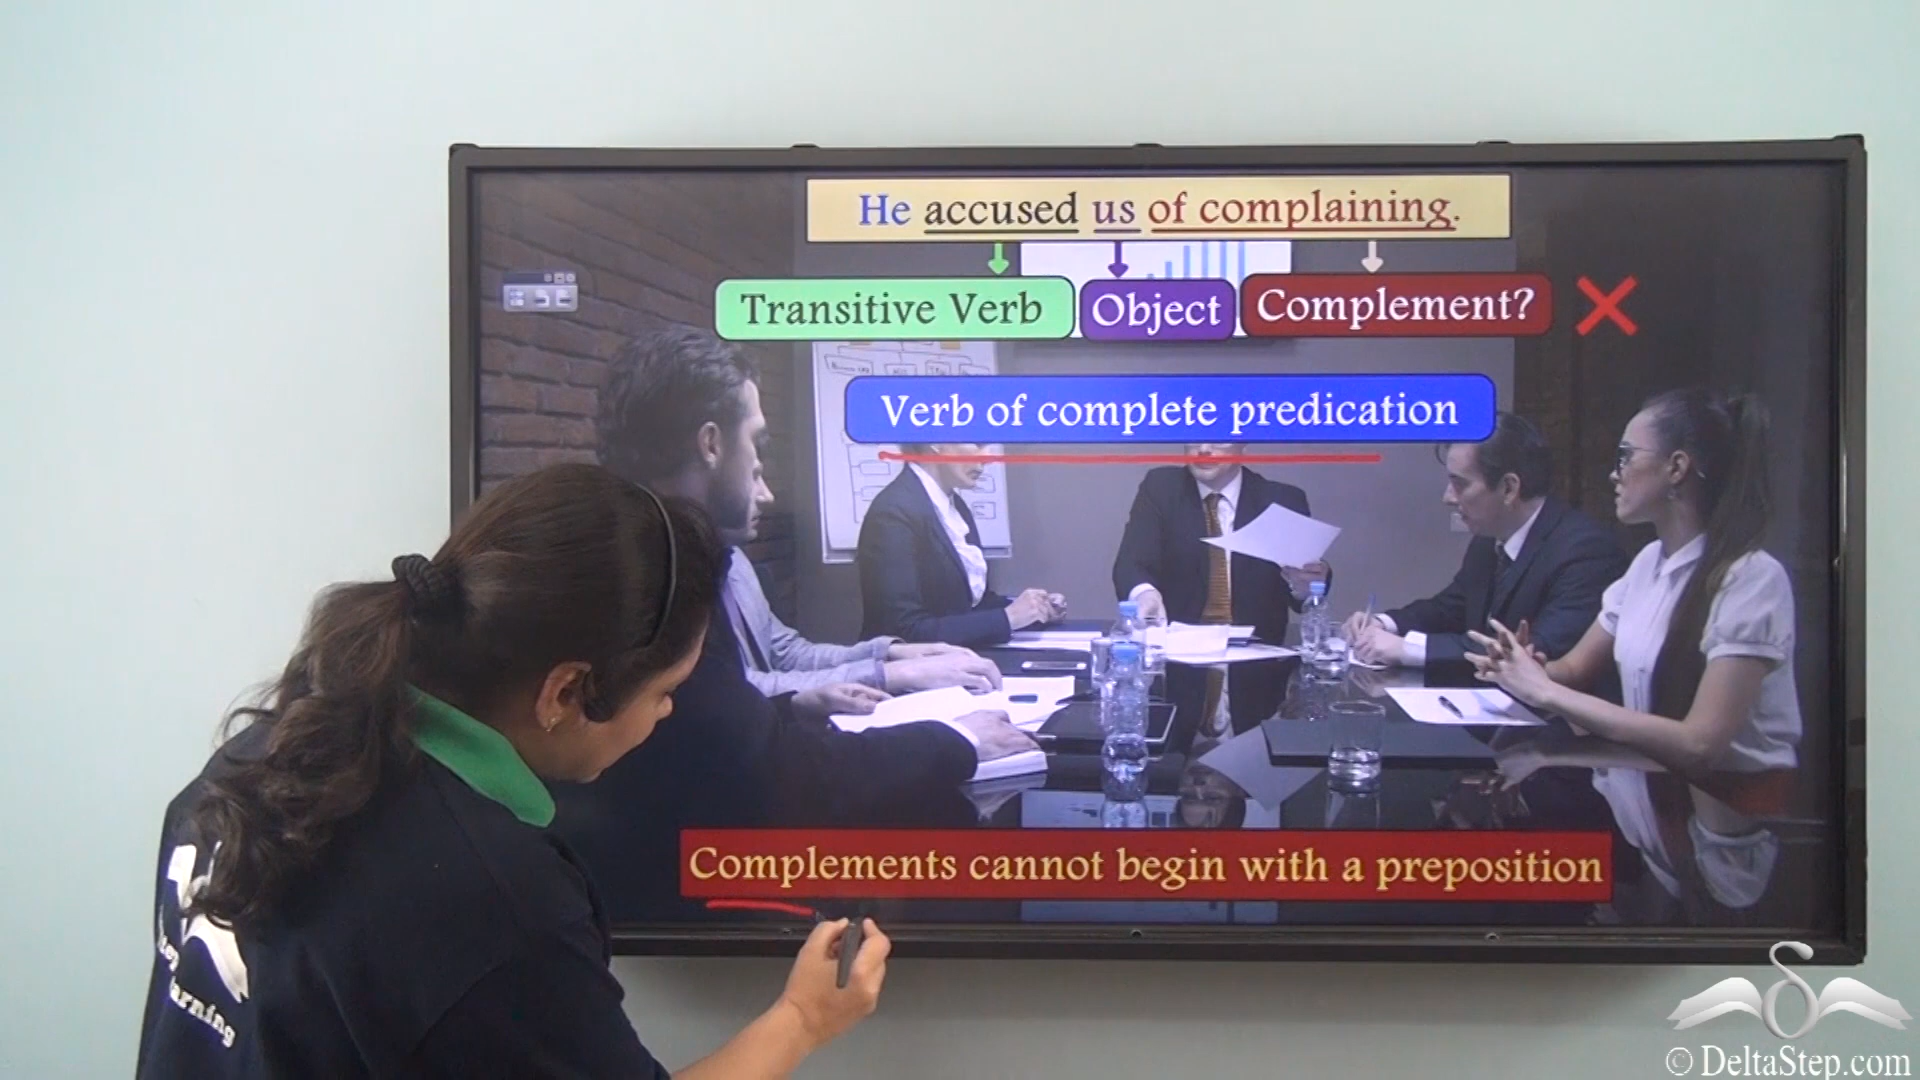 He accused us of complaining.
Transitive Verb Object Complement?
Verb of complete predication
Complements cannot begin with a preposition
© DeltaStep.com